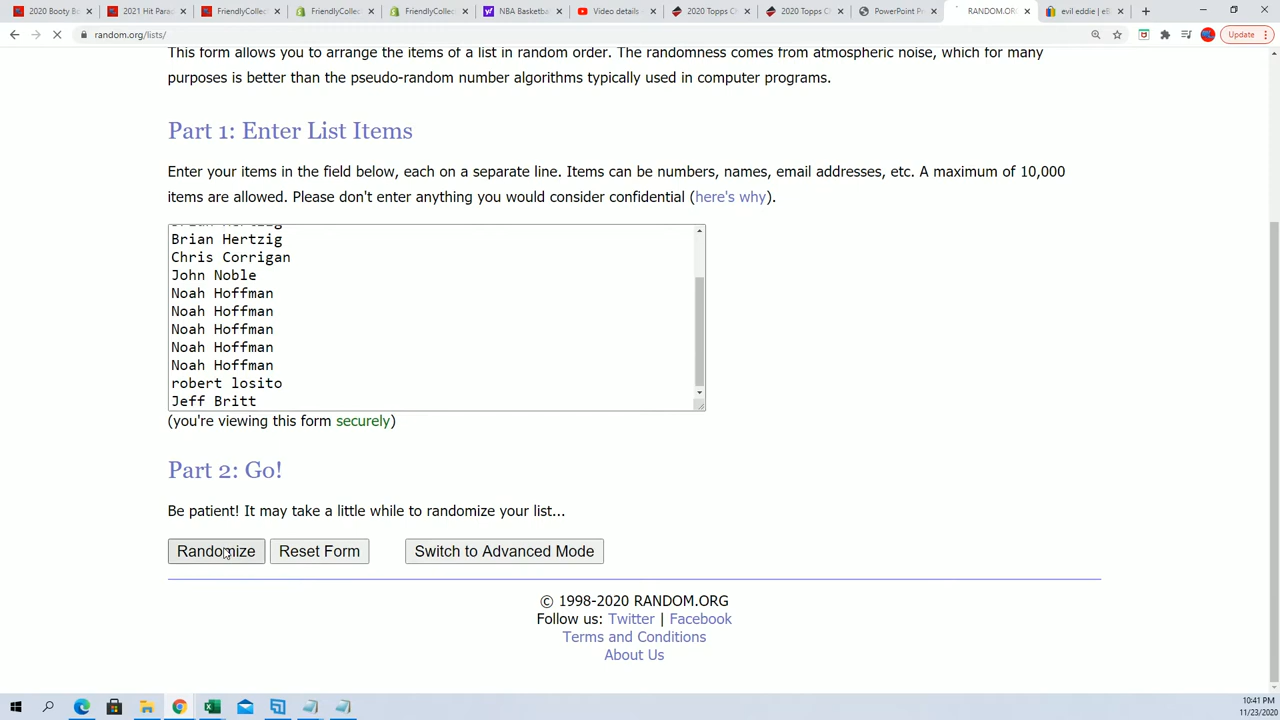 2020 Booty Bo
2021 Hit Parad
FriendlyCollec
FriendlyCollec
FriendlyCollec
NBA Basketba
Video details
2020 Topps C
2020 Topps C
PowerPoint P
RANDOM.OR
evil eddie | eB
random.org/lists/
Update
This form allows you to arrange the items of a list in random order. The randomness comes from atmospheric noise, which for many
purposes is better than the pseudo-random number algorithms typically used in computer programs.
Part 1: Enter List Items
Enter your items in the field below, each on a separate line. Items can be numbers, names, email addresses, etc. A maximum of 10,000
items are allowed. Please don't enter anything you would consider confidential (here's why).
Brian Hertzig
Brian Hertzig
Chris Corrigan
John Noble
Noah Hoffman
Noah Hoffman
Noah Hoffman
Noah Hoffman
Noah Hoffman
robert losito
Jeff Britt
(you're viewing this form securely)
Part 2: Go!
Be patient! It may take a little while to randomize your list...
Randomize
Reset Form
Switch to Advanced Mode
© 1998-2020 RANDOM.ORG
Follow us: Twitter | Facebook
Terms and Conditions
About Us
10:41 PM
11/23/2020